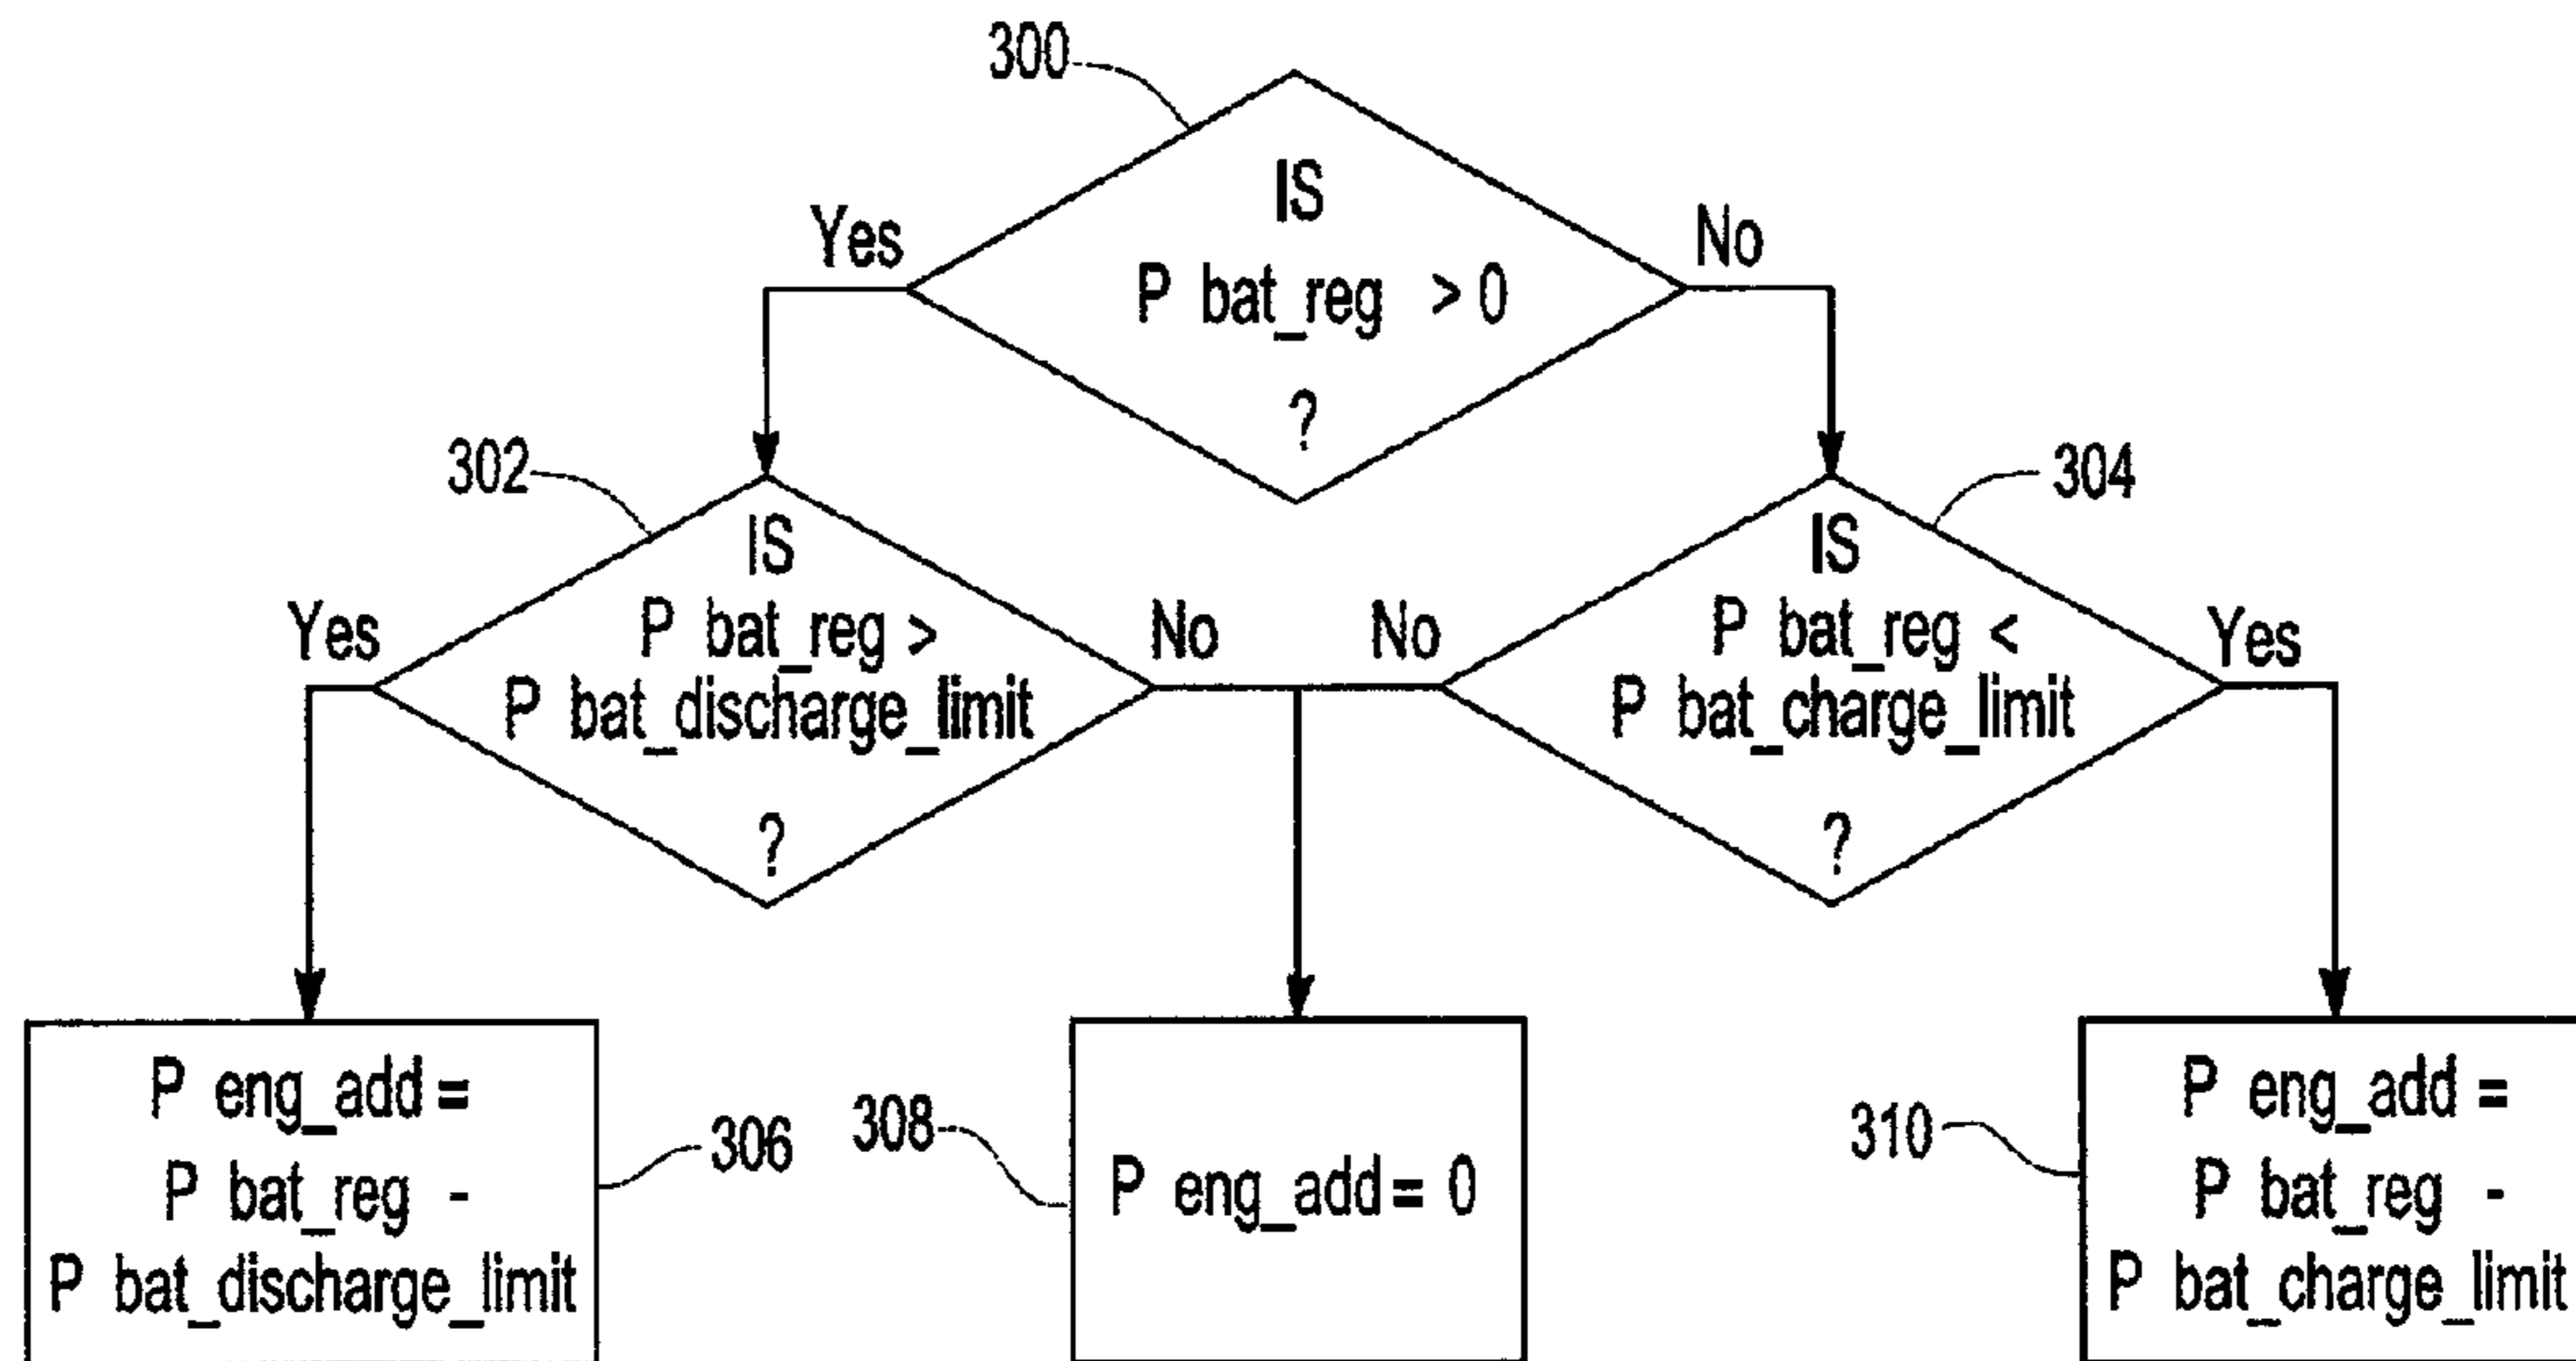 300
IS
P bat_reg > 0
?
Yes
No
302
IS
P bat_reg >
P bat_discharge_limit
?
Yes
No
304
IS
P bat_reg <
P bat_charge_limit
?
No
Yes
P eng_add =
P bat_reg -
P bat_discharge_limit
306
308
P eng_add = 0
310
P eng_add =
P bat_reg -
P bat_charge_limit